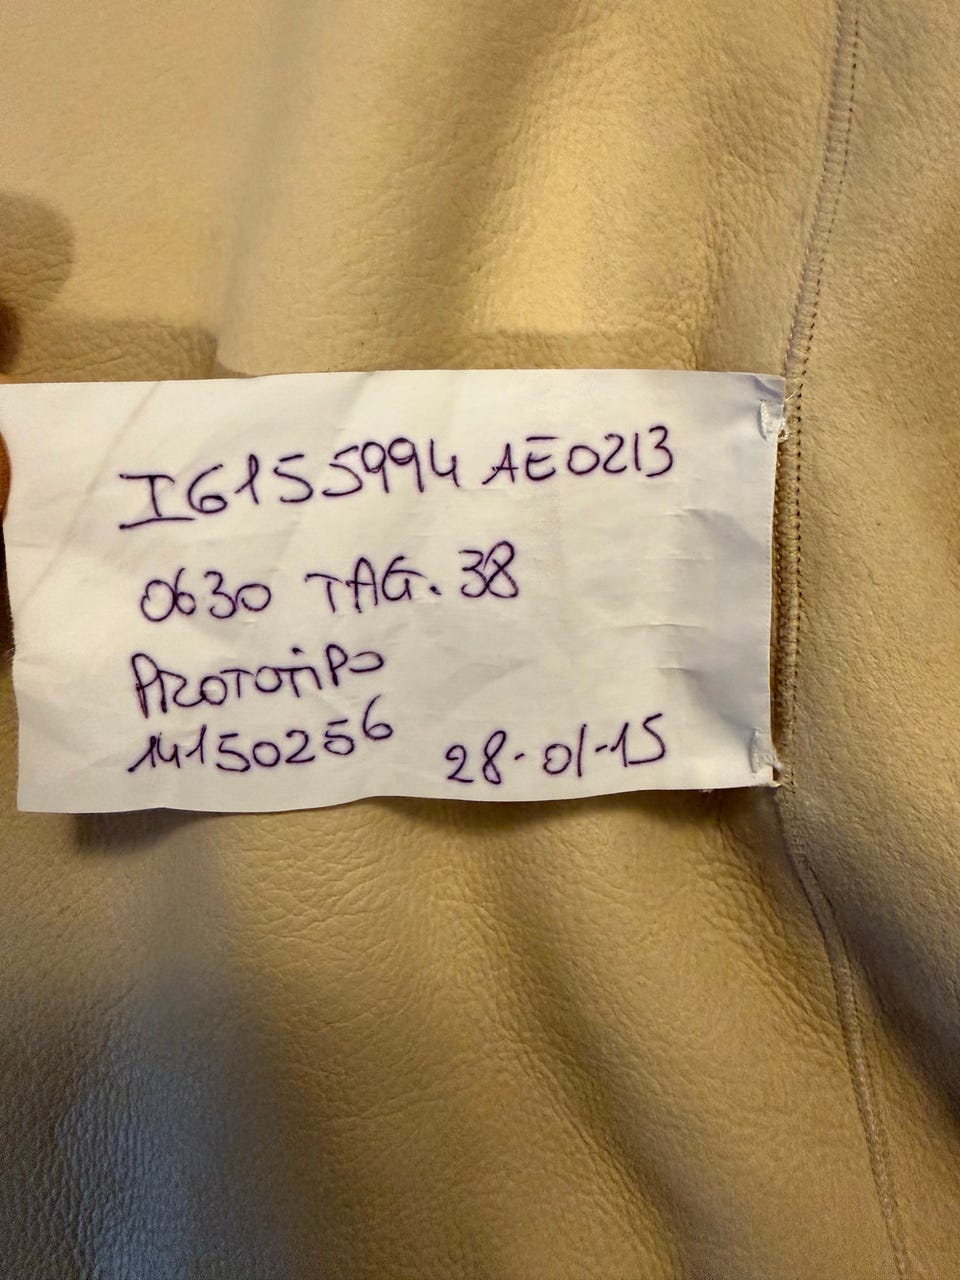 I6155994 AE0213
0630 TAG. 38
PROTOTIPO
14150256 28-01-15